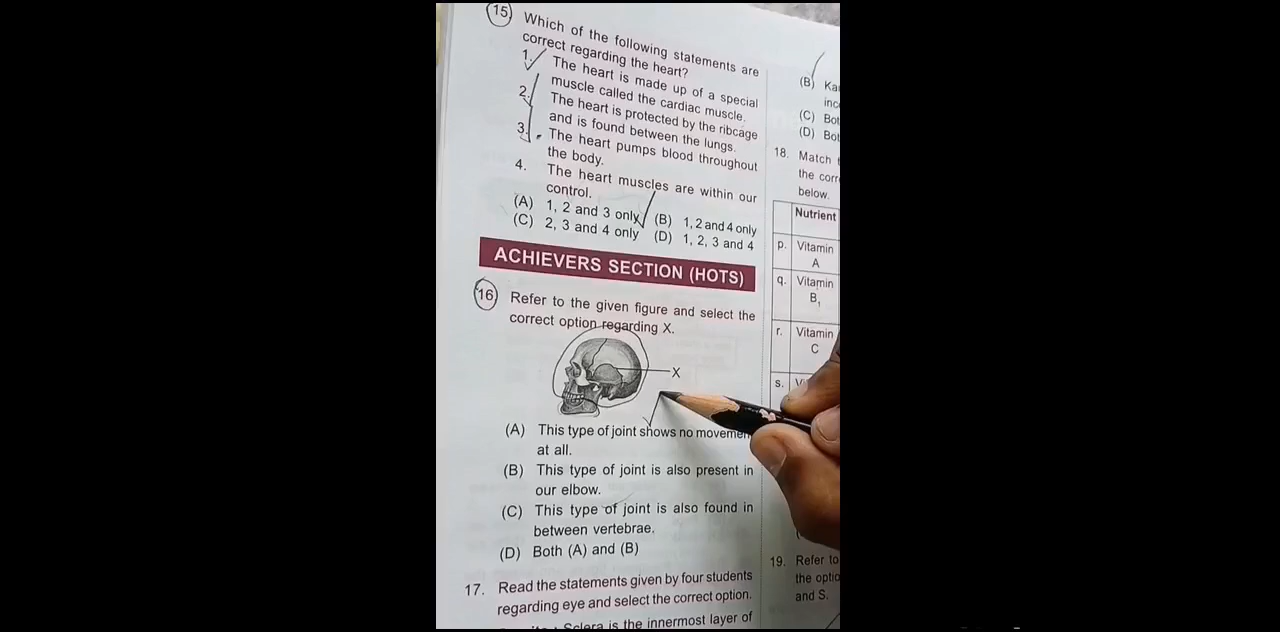 15. Which of the following statements are
correct regarding the heart?
1. The heart is made up of a special
muscle called the cardiac muscle.
2. The heart is protected by the ribcage
and is found between the lungs.
3. The heart pumps blood throughout
the body.
4. The heart muscles are within our
control.
(A) 1, 2 and 3 only (B) 1, 2 and 4 only
(C) 2, 3 and 4 only (D) 1, 2, 3 and 4
ACHIEVERS SECTION (HOTS)
16 Refer to the given figure and select the
correct option regarding X.
X
(A) This type of joint shows no movemen
at all.
(B) This type of joint is also present in
our elbow.
(C) This type of joint is also found in
between vertebrae.
(D) Both (A) and (B)
17. Read the statements given by four students
regarding eye and select the correct option.
Sclera is the innermost layer of
(B) Ka
inc
(C) Bot
(D) Bot
18. Match
the corr
below.
Nutrient
p. Vitamin
A
q. Vitamin
B1
r. Vitamin
C
s.
19. Refer to
the optio
and S.